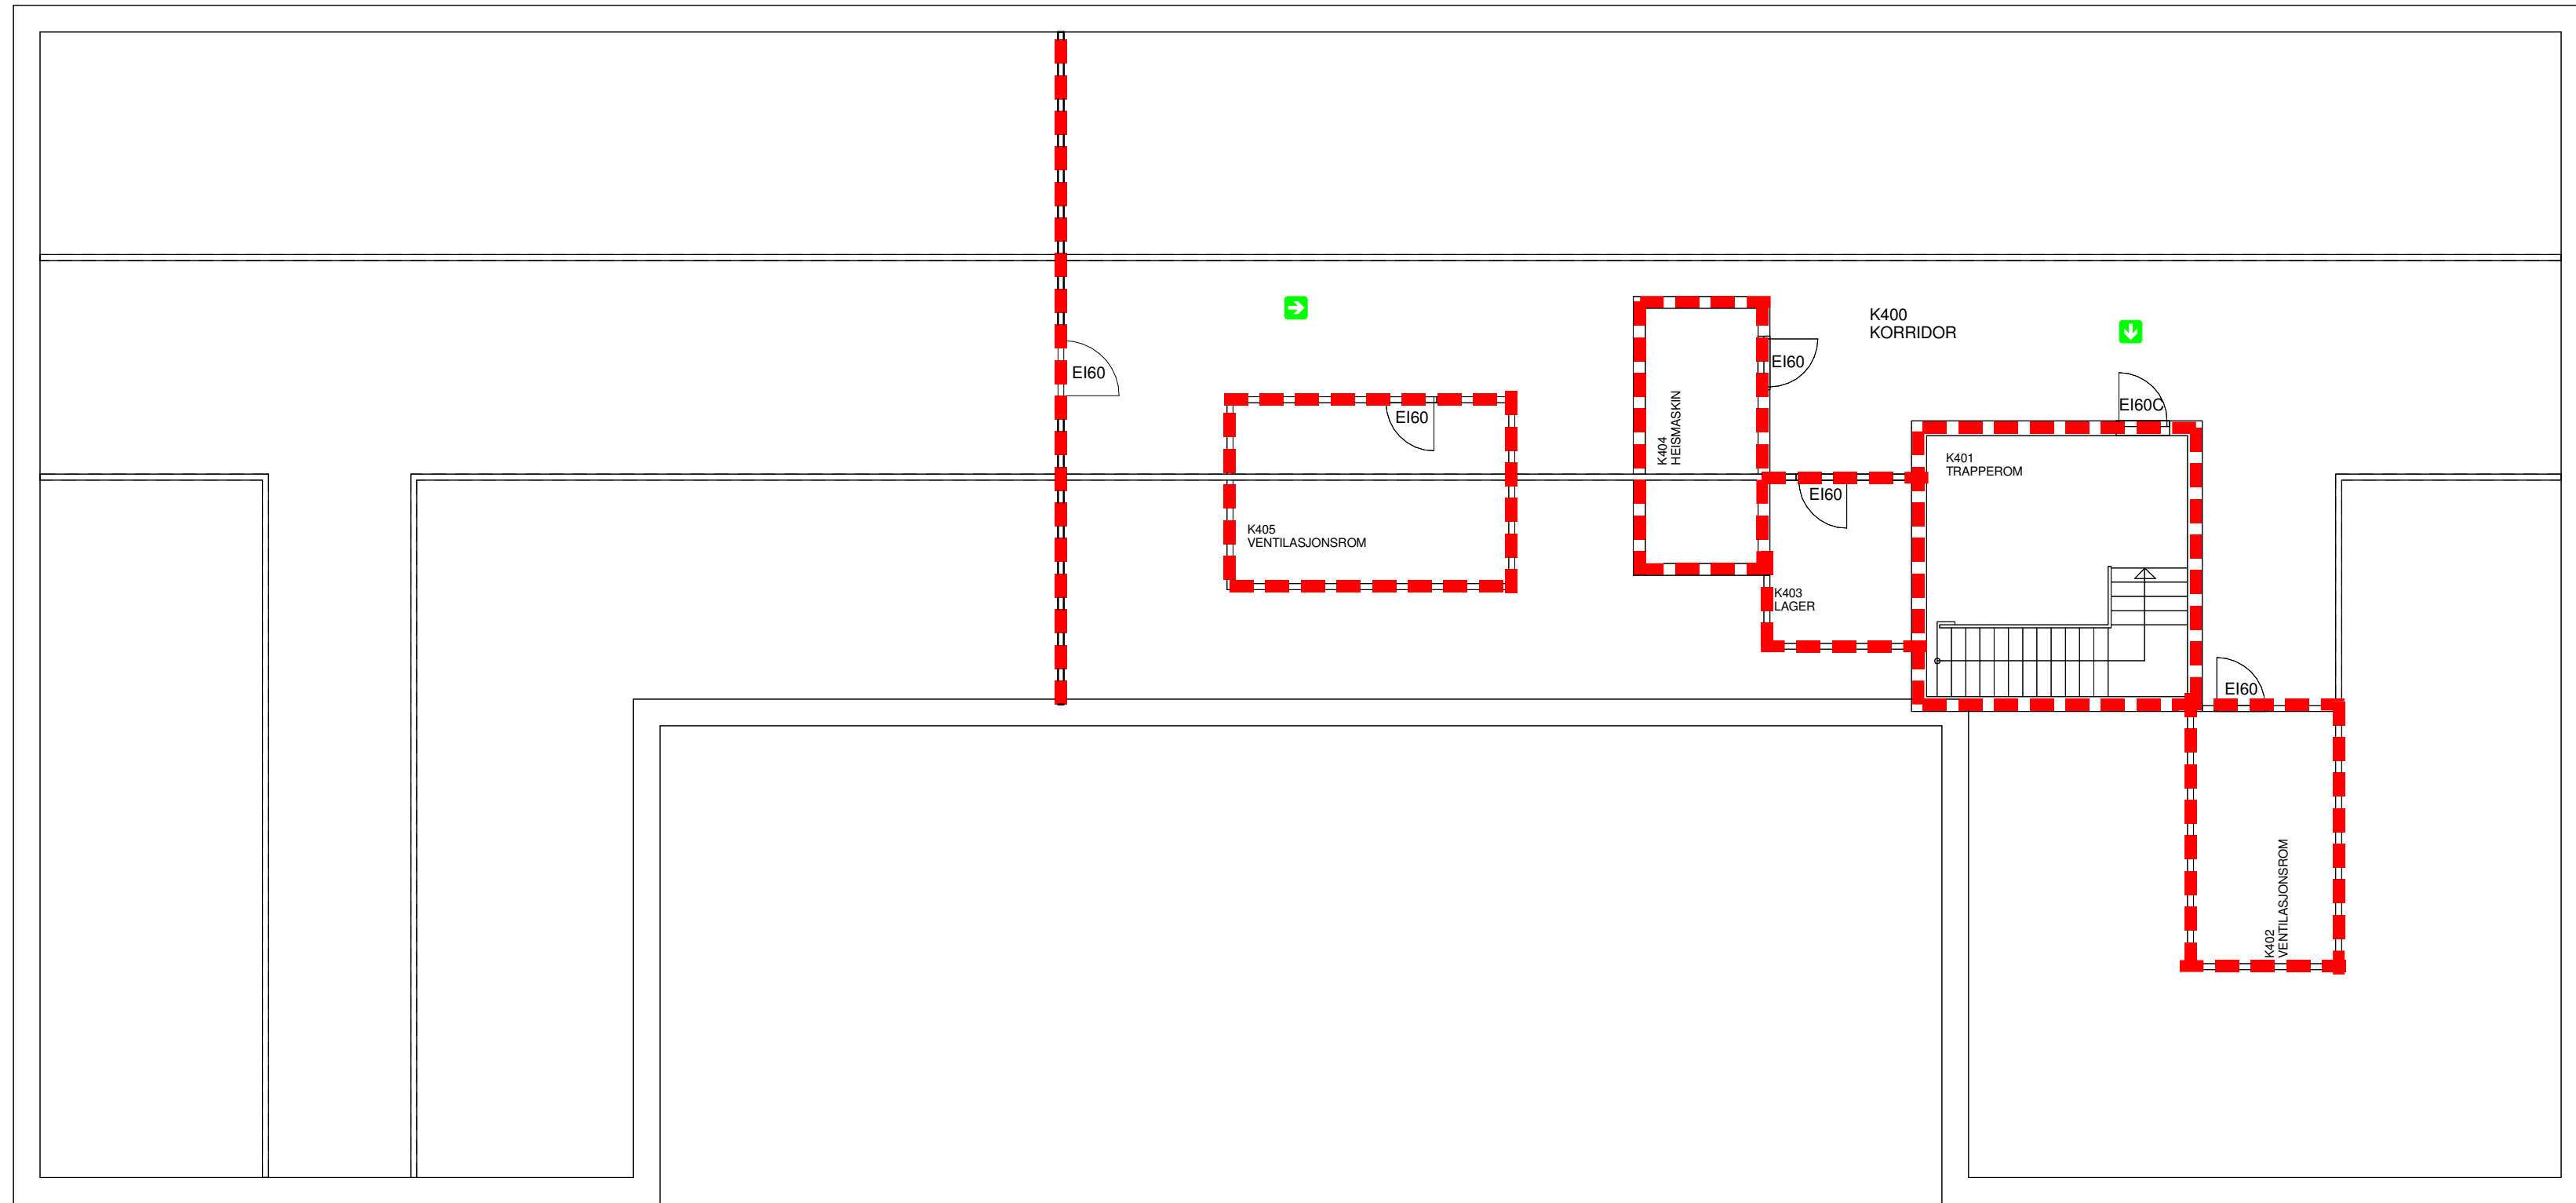 K400
KORRIDOR
EI60
EI60
EI60
EI60C
K404
HEISMASKIN
K401
TRAPPEROM
EI60
K405
VENTILASJONSROM
K403
LAGER
EI60
K402
VENTILASJONSROM